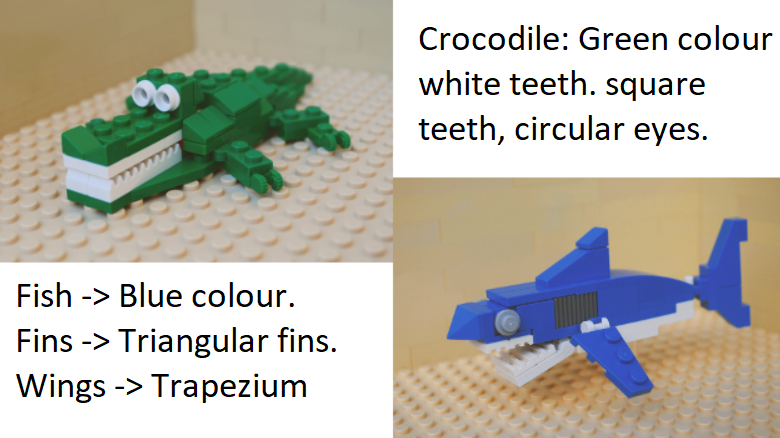 Crocodile: Green colour
white teeth. square
teeth, circular eyes.
Fish -> Blue colour.
Fins -> Triangular fins.
Wings -> Trapezium